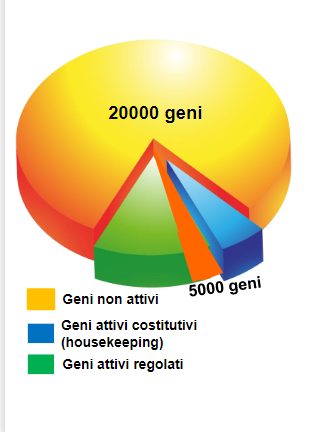 20000 geni
5000 geni
Geni non attivi
Geni attivi costitutivi
(housekeeping)
Geni attivi regolati